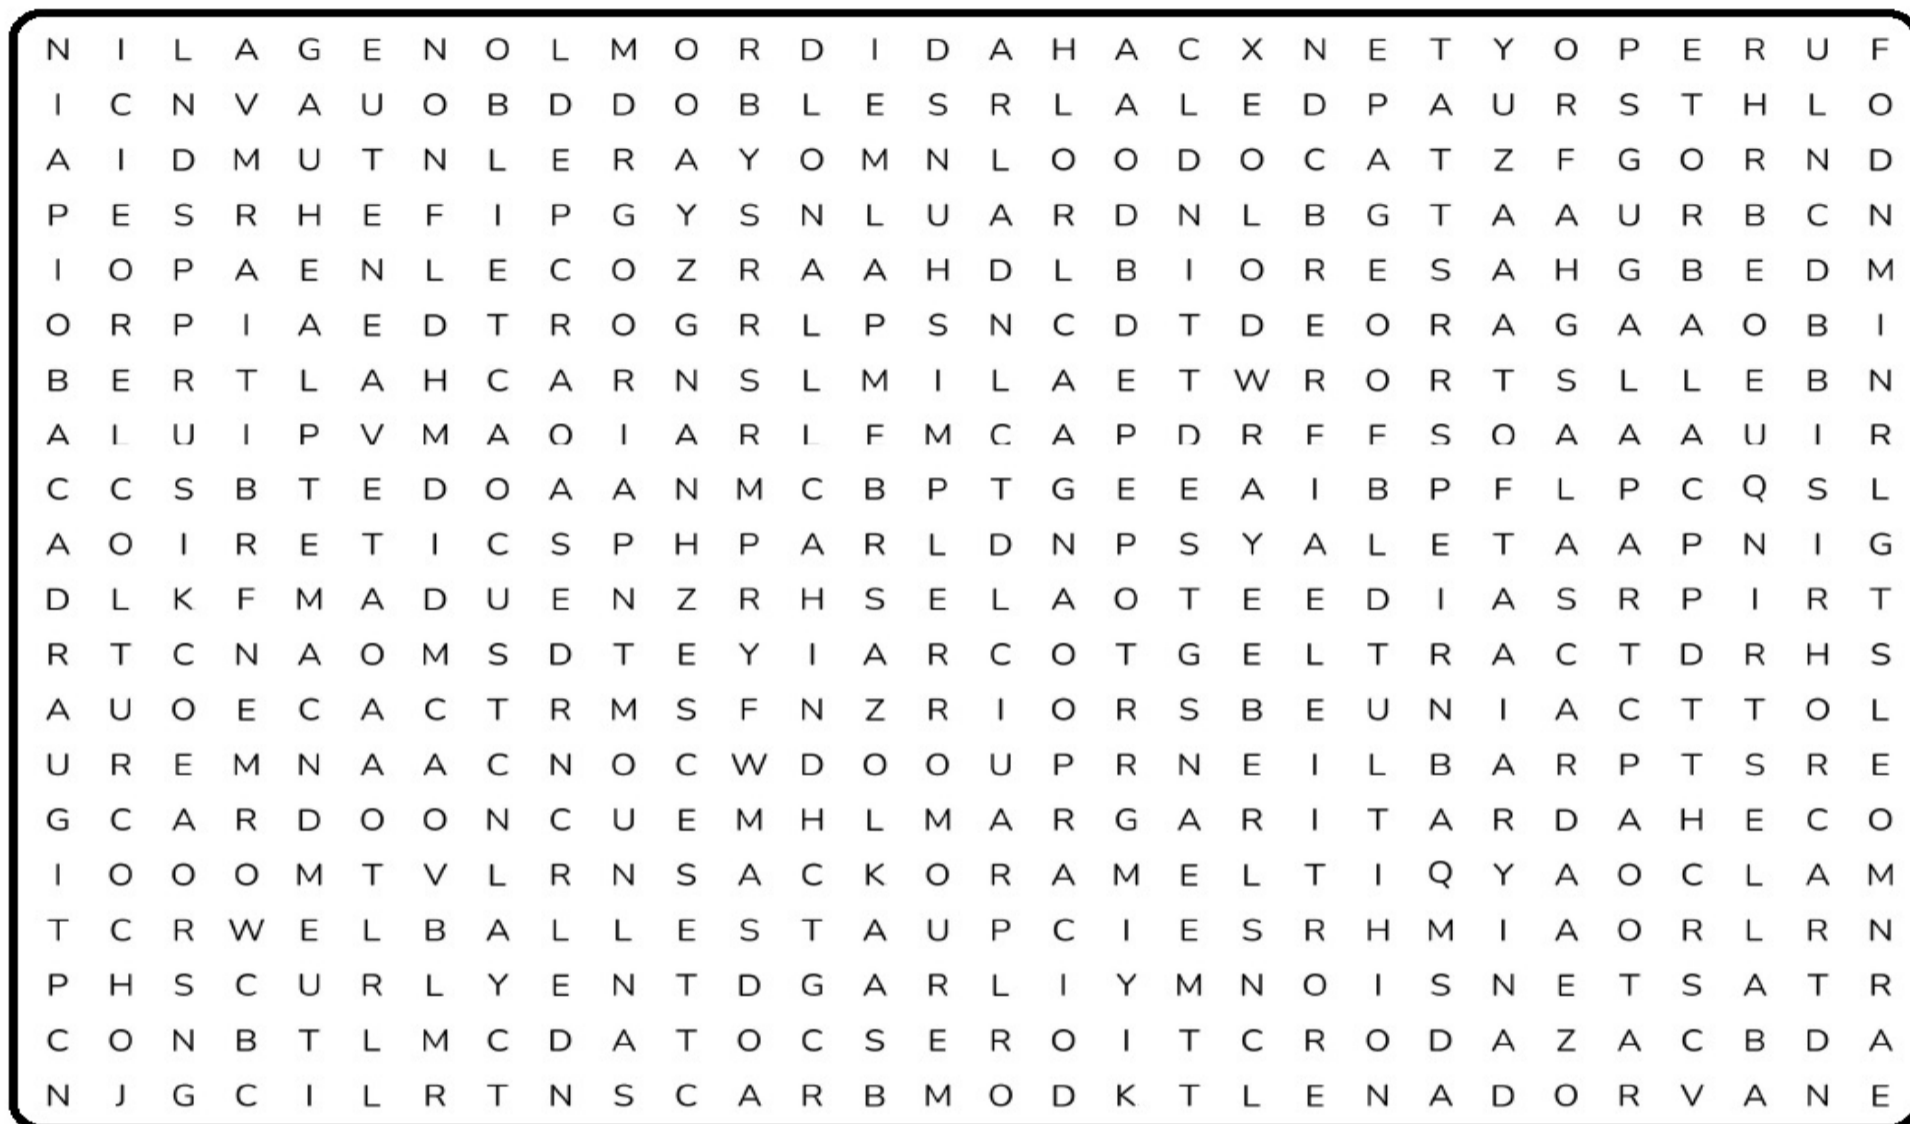 N I L A G E N O L M O R D I D A H A C X N E T Y O P E R U F
I C N V A U O B D D O B L E S R L A L E D P A U R S T H L O
A I D M U T N L E R A Y O M N L O O D O C A T Z F G O R N D
P E S R H E F I P G Y S N L U A R D N L B G T A A U R B C N
I O P A E N L E C O Z R A A H D L B I O R E S A H G B E D M
O R P I A E D T R O G R L P S N C D T D E O R A G A A O B I
B E R T L A H C A R N S L M I L A E T W R O R T S L L E B N
A L U I P V M A O I A R L F M C A P D R F F S O A A A U I R
C C S B T E D O A A N M C B P T G E E A I B P F L P C Q S L
A O I R E T I C S P H P A R L D N P S Y A L E T A A P N I G
D L K F M A D U E N Z R H S E L A O T E E D I A S R P I R T
R T C N A O M S D T E Y I A R C O T G E L T R A C T D R H S
A U O E C A C T R M S F N Z R I O R S B E U N I A C T T O L
U R E M N A A C N O C W D O O U P R N E I L B A R P T S R E
G C A R D O O N C U E M H L M A R G A R I T A R D A H E C O
I O O O M T V L R N S A C K O R A M E L T I Q Y A O C L A M
T C R W E L B A L L E S T A U P C I E S R H M I A O R L R N
P H S C U R L Y E N T D G A R L I Y M N O I S N E T S A T R
C O N B T L M C D A T O C S E R O I T C R O D A Z A C B D A
N J G C I L R T N S C A R B M O D K T L E N A D O R V A N E